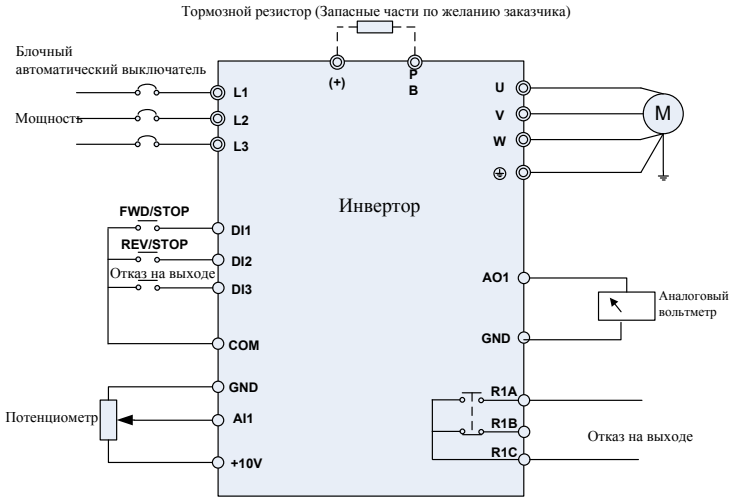 Тормозной резистор (Запасные части по желанию заказчика)
Блочный
автоматический выключатель
(+)
P
B
L1
U
Мощность
L2
V
M
W
L3
Инвертор
FWD/STOP
DI1
REV/STOP
DI2
Отказ на выходе
DI3
AO1
Аналоговый
вольтметр
GND
COM
GND
R1A
Потенциометр
AI1
R1B
Отказ на выходе
R1C
+10V